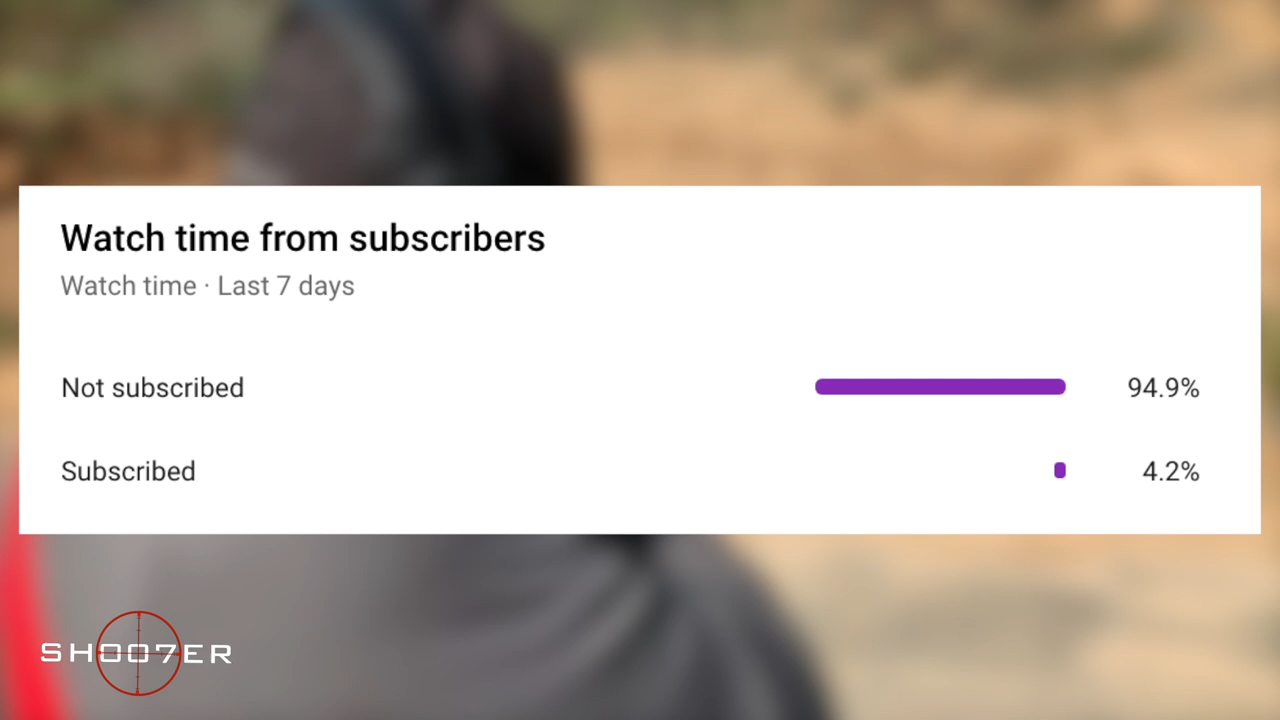 Watch time from subscribers
Watch time · Last 7 days
Not subscribed 94.9%
Subscribed 4.2%
SHOO7ER